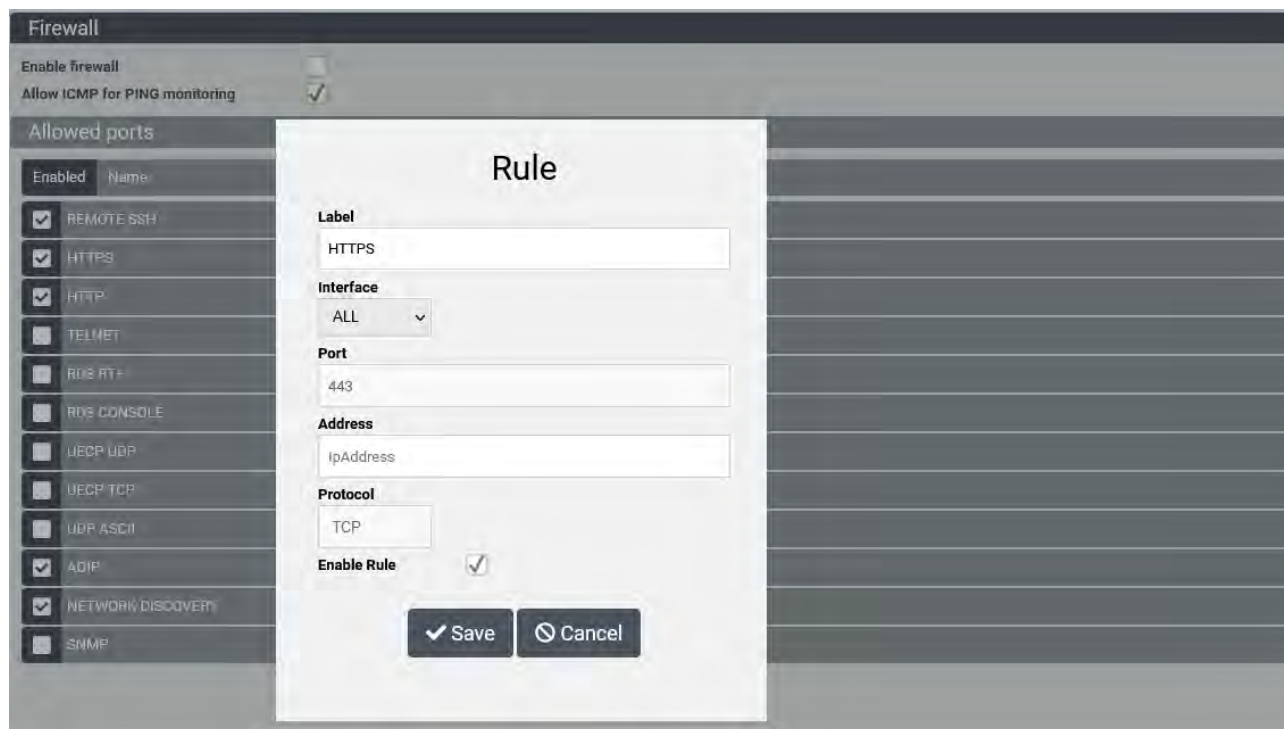 Firewall
Enable firewall
Allow ICMP for PING monitoring
Allowed ports
Enabled Name
REMOTE SSH
HTTPS
HTTP
TELNET
RDS RT+
RDS CONSOLE
UECP UDP
UECP TCP
UDP ASCII
AOIP
NETWORK DISCOVERY
SNMP
Rule
Label
HTTPS
Interface
ALL
Port
443
Address
IpAddress
Protocol
TCP
Enable Rule
Save Cancel